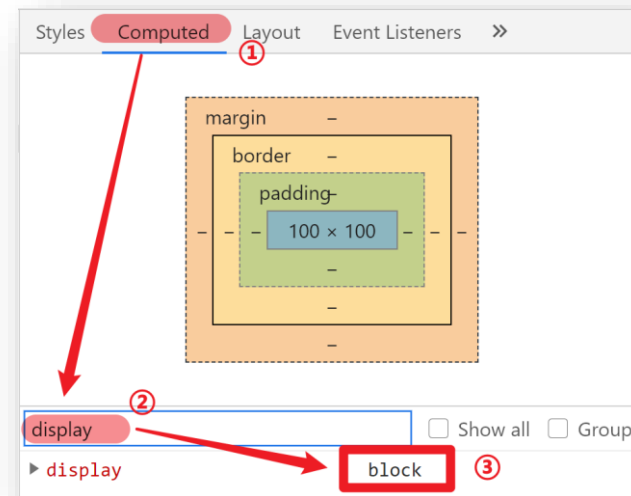 Styles Computed Layout Event Listeners »
①
margin –
border –
padding –
– – – 100 × 100 – – –
–
–
–
②
display Show all Group
display block ③